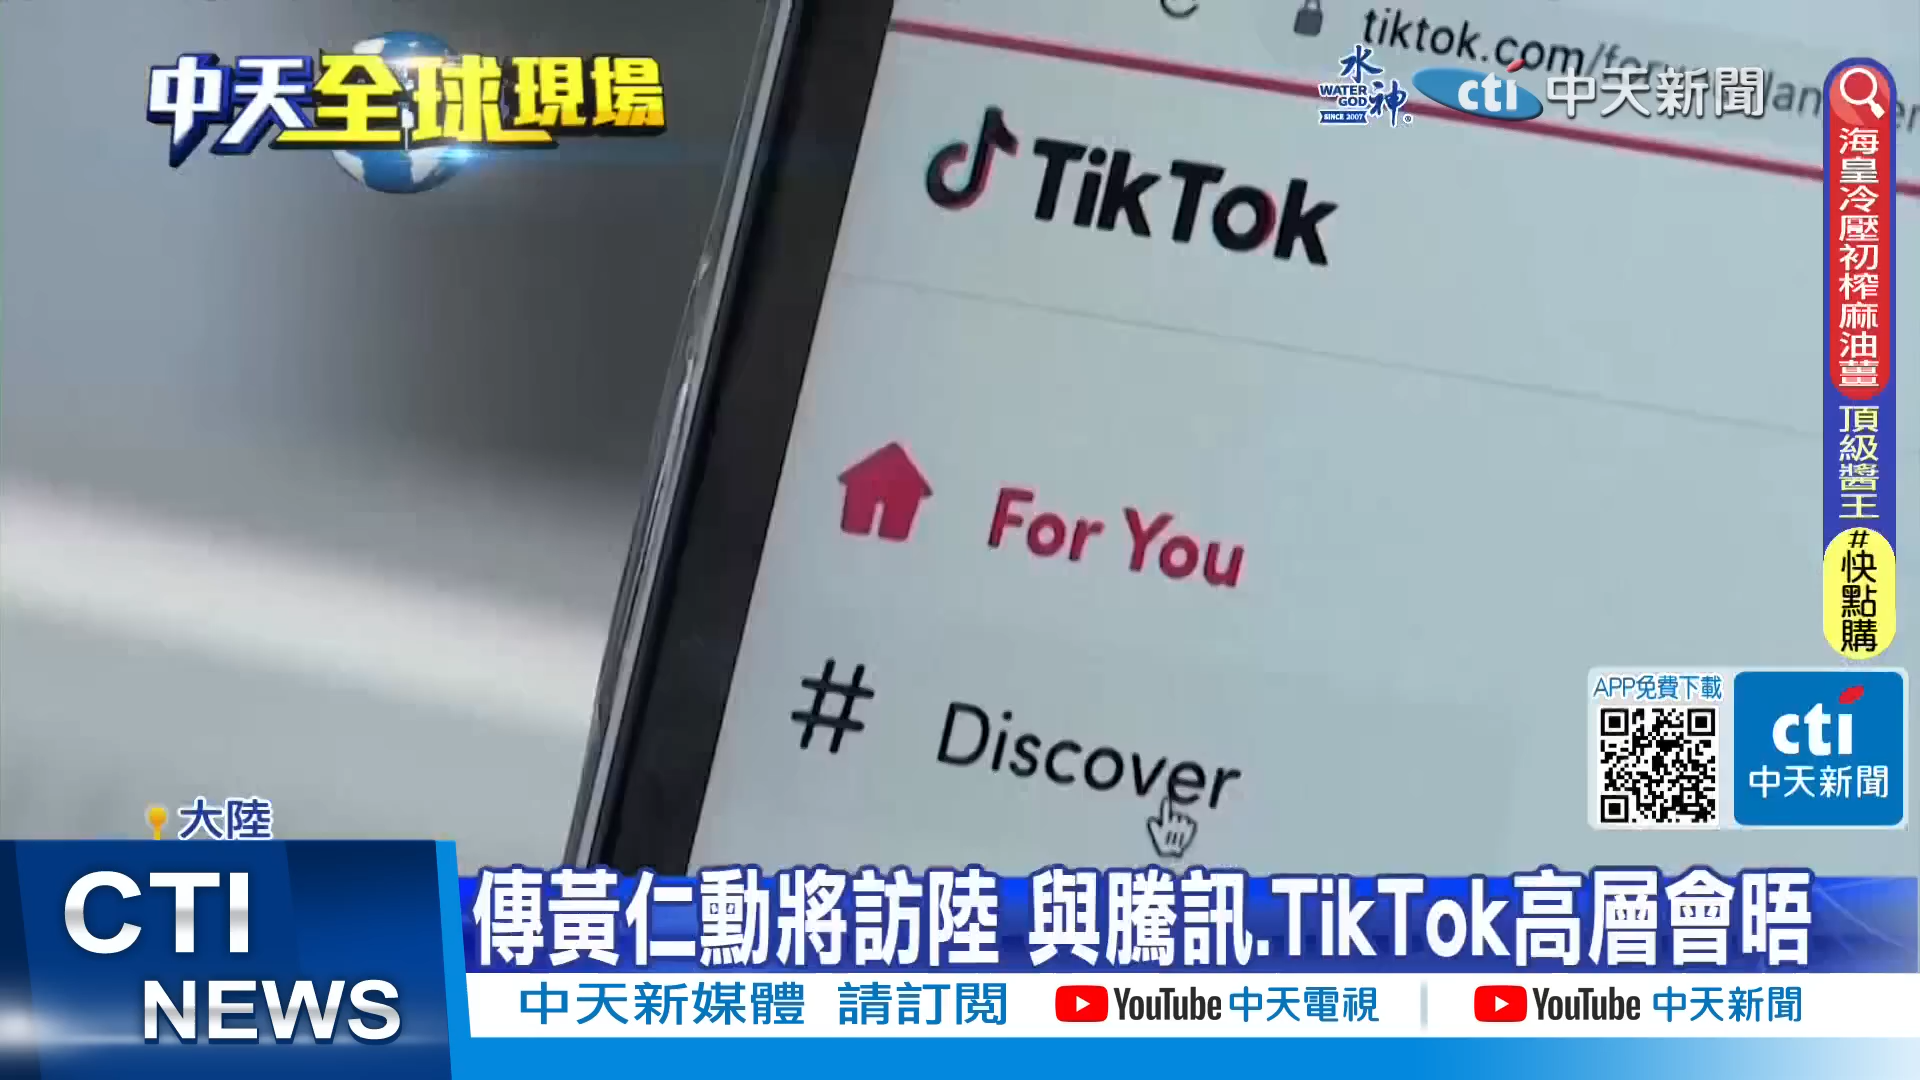 中天全球現場
tiktok.com/for
水神
WATER GOD
SINCE 2007
cti 中天新聞
TikTok
For You
# Discover
海皇冷壓初榨麻油薑 頂級醬王
#快點購
APP免費下載
cti
中天新聞
大陸
CTI NEWS
傳黃仁勳將訪陸 與騰訊.TikTok高層會晤
中天新媒體 請訂閱 YouTube 中天電視 | YouTube 中天新聞